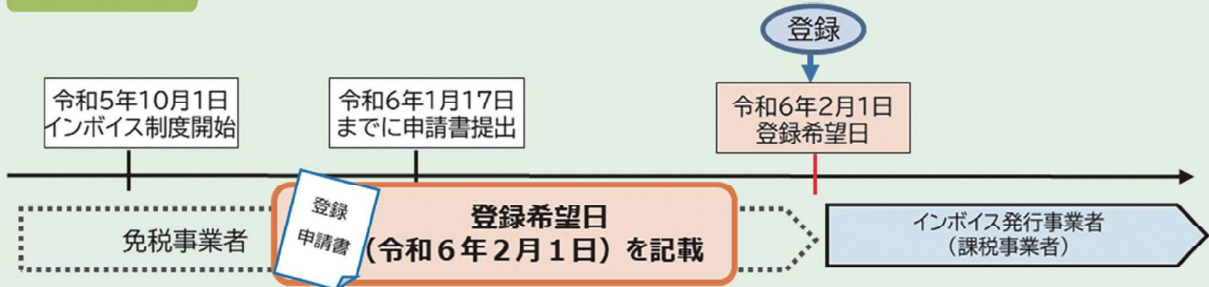 登録
令和5年10月1日
インボイス制度開始
令和6年1月17日
までに申請書提出
令和6年2月1日
登録希望日
免税事業者
登録
申請書
登録希望日
（令和６年２月１日）を記載
インボイス発行事業者
（課税事業者）